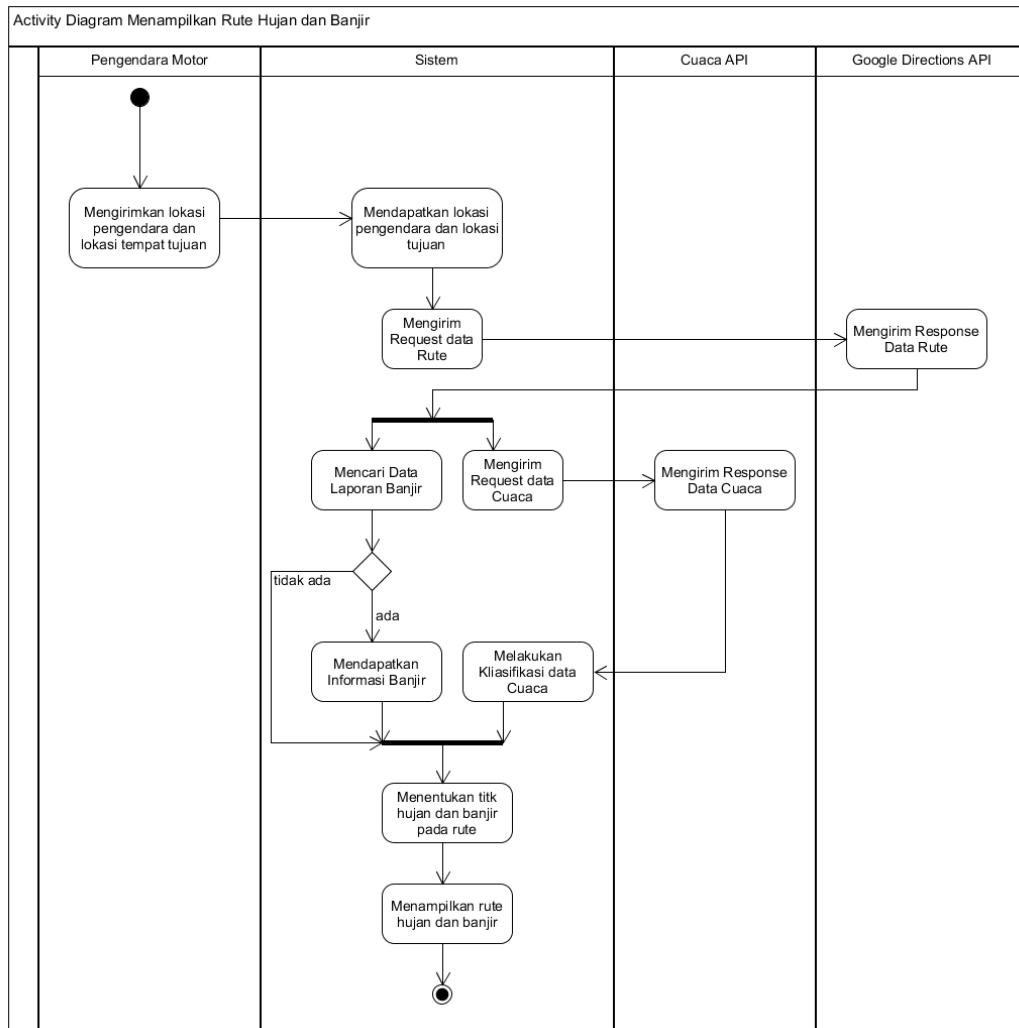 Activity Diagram Menampilkan Rute Hujan dan Banjir
Pengendara Motor
Sistem
Cuaca API
Google Directions API
Mengirimkan lokasi
pengendara dan
lokasi tempat tujuan
Mendapatkan lokasi
pengendara dan lokasi
tujuan
Mengirim
Request data
Rute
Mengirim Response
Data Rute
Mencari Data
Laporan Banjir
Mengirim
Request data
Cuaca
Mengirim Response
Data Cuaca
tidak ada
ada
Mendapatkan
Informasi Banjir
Melakukan
Kliasifikasi data
Cuaca
Menentukan titk
hujan dan banjir
pada rute
Menampilkan rute
hujan dan banjir